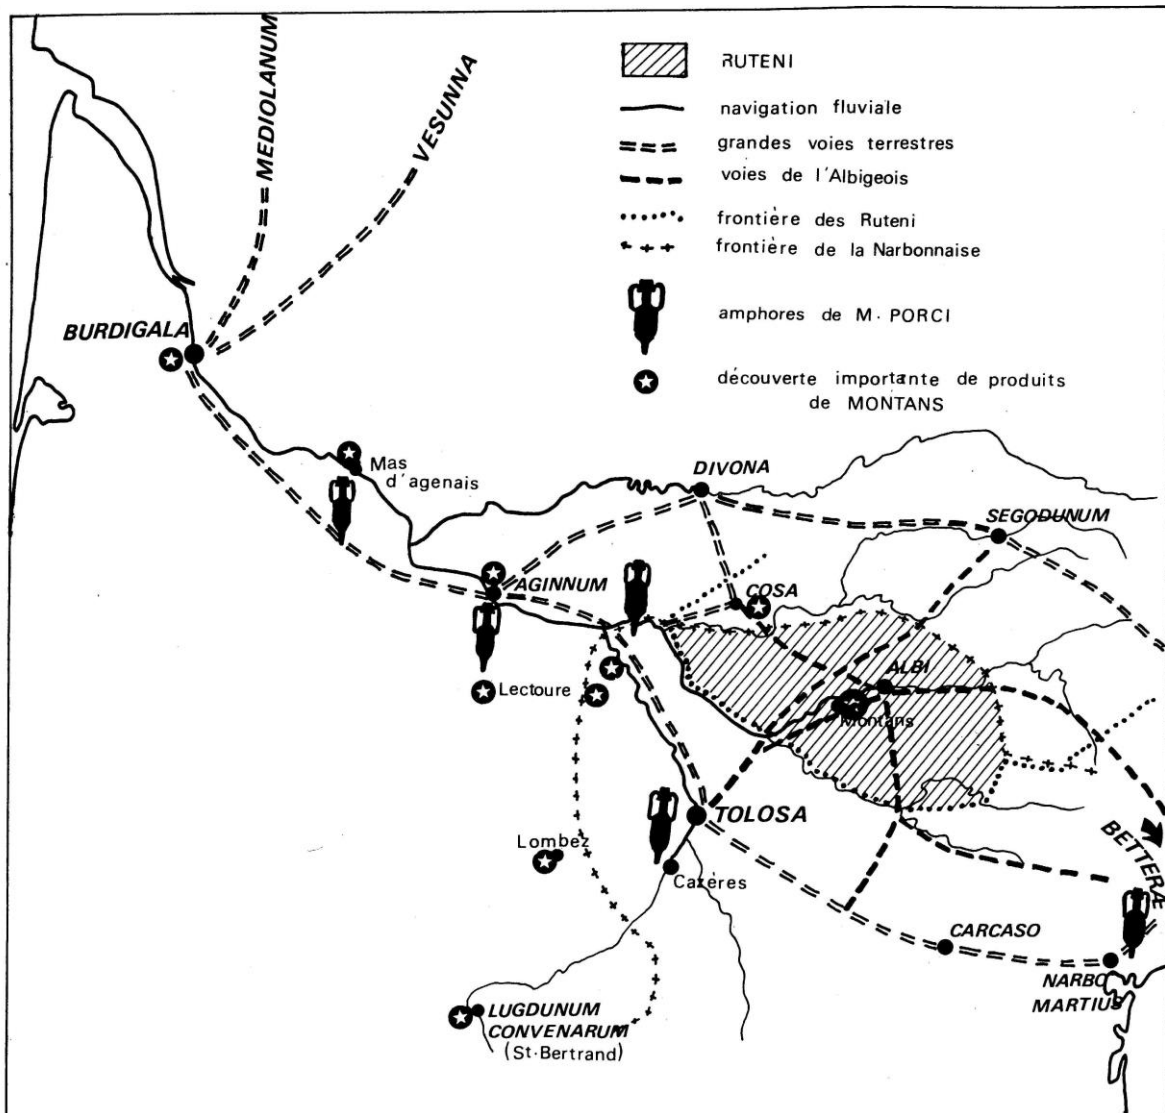 MEDIOLANUM
VESUNNA
RUTENI
navigation fluviale
grandes voies terrestres
voies de l'Albigeois
frontière des Ruteni
frontière de la Narbonnaise
amphores de M·PORCI
découverte importante de produits
de MONTANS
BURDIGALA
Mas
d'agenais
DIVONA
SEGODUNUM
AGINNUM
COSA
Lectoure
ALBI
Montans
TOLOSA
Lombez
Cazères
BETTERÆ
CARCASO
NARBO
MARTIUS
LUGDUNUM
CONVENARUM
(St-Bertrand)